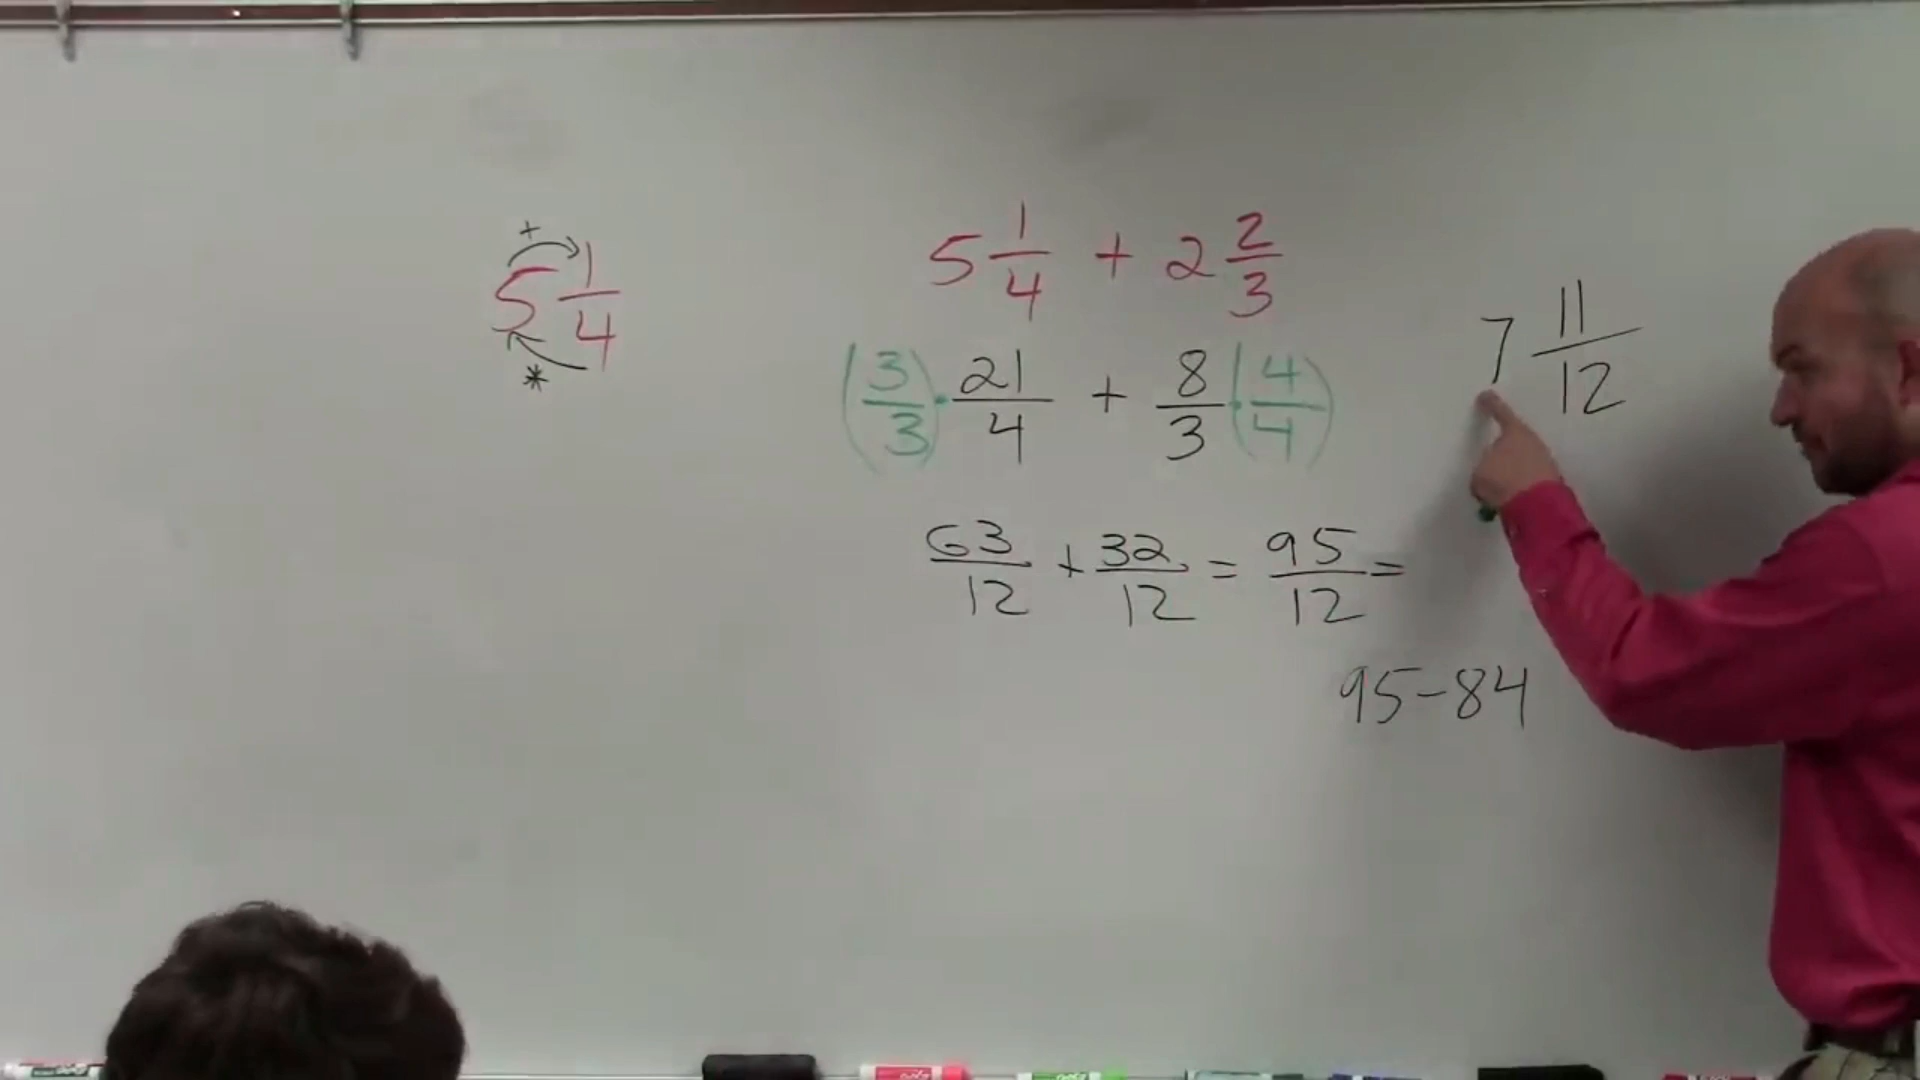 +
5 1/4
*
5 1/4 + 2 2/3
(3/3) · 21/4 + 8/3 · (4/4)
7 11/12
63/12 + 32/12 = 95/12 =
95-84